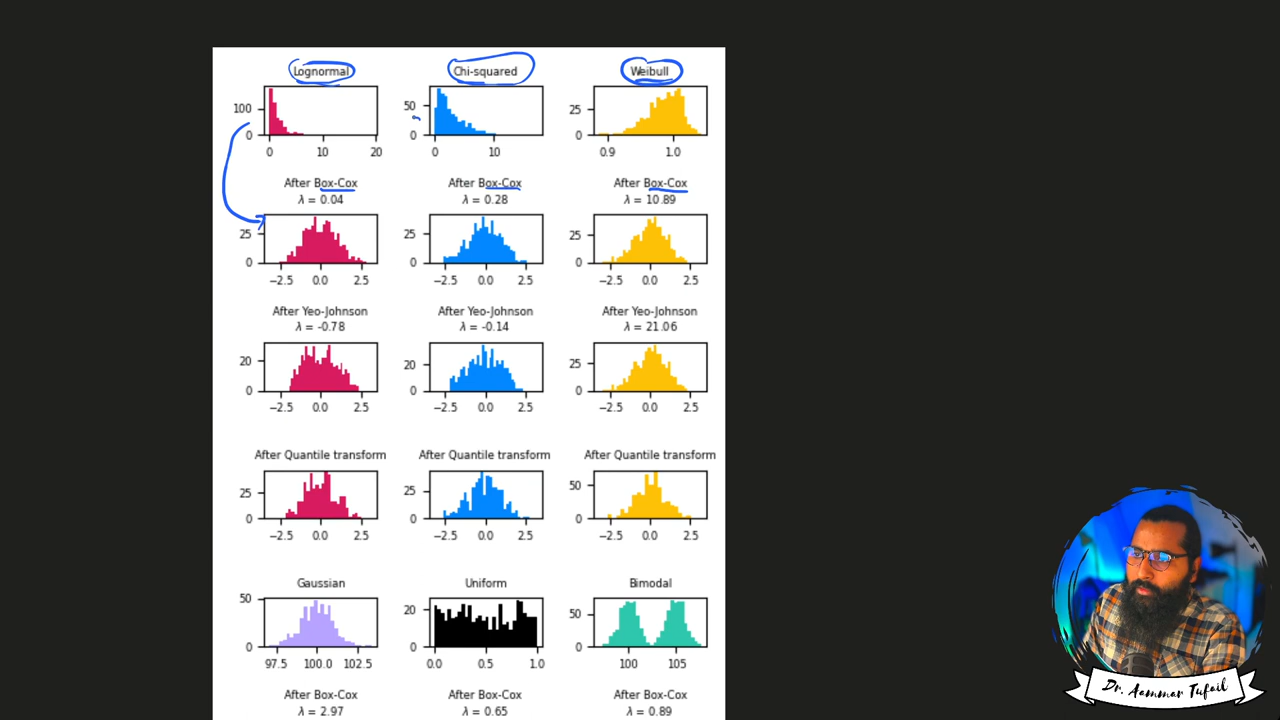 Lognormal Chi-squared Weibull
100 50 25
0 0 0
0 10 20 0 10 0.9 1.0
After Box-Cox After Box-Cox After Box-Cox
λ = 0.04 λ = 0.28 λ = 10.89
25 25 25
0 0 0
−2.5 0.0 2.5 −2.5 0.0 2.5 −2.5 0.0 2.5
After Yeo-Johnson After Yeo-Johnson After Yeo-Johnson
λ = -0.78 λ = -0.14 λ = 21.06
20 20 25
0 0 0
−2.5 0.0 2.5 −2.5 0.0 2.5 −2.5 0.0 2.5
After Quantile transform After Quantile transform After Quantile transform
25 25 50
0 0 0
−2.5 0.0 2.5 −2.5 0.0 2.5 −2.5 0.0 2.5
Gaussian Uniform Bimodal
50 20 50
0 0 0
97.5 100.0 102.5 0.0 0.5 1.0 100 105
After Box-Cox After Box-Cox After Box-Cox
λ = 2.97 λ = 0.65 λ = 0.89
Dr. Aammar Tufail